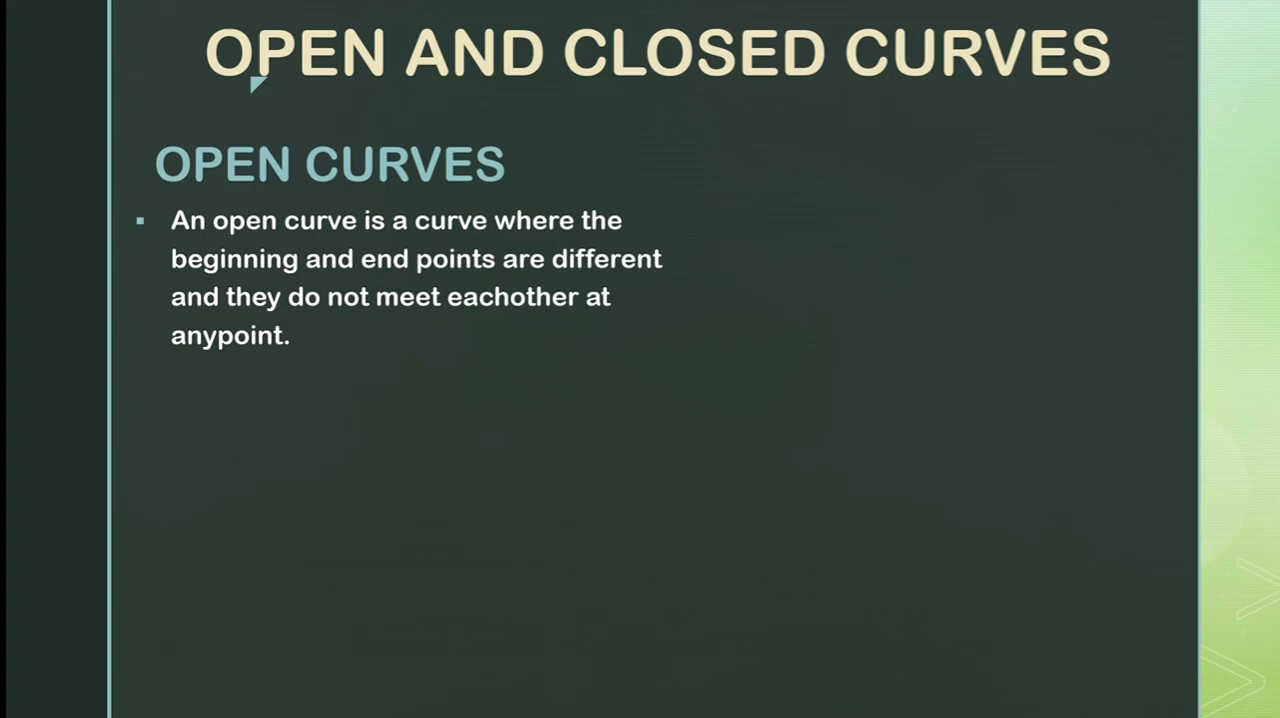 OPEN AND CLOSED CURVES
OPEN CURVES
An open curve is a curve where the
beginning and end points are different
and they do not meet eachother at
anypoint.